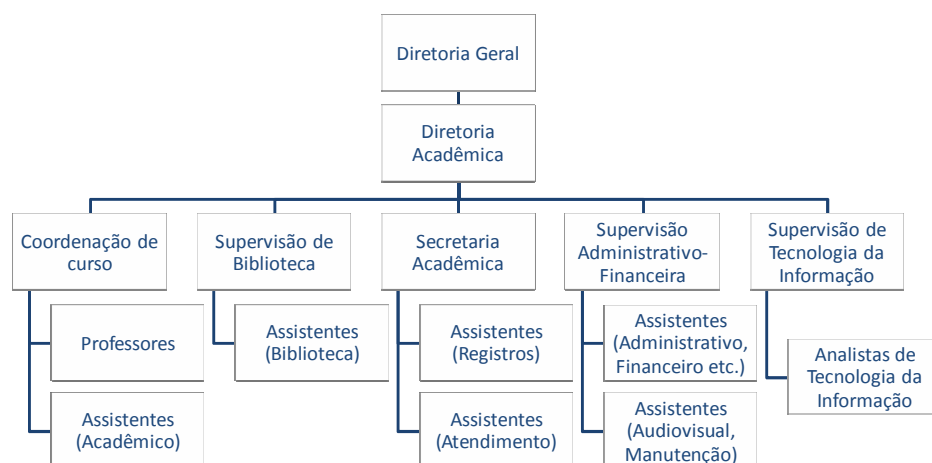 Diretoria Geral
Diretoria
Acadêmica
Coordenação de
curso
Supervisão de
Biblioteca
Secretaria
Acadêmica
Supervisão
Administrativo-
Financeira
Supervisão de
Tecnologia da
Informação
Professores
Assistentes
(Acadêmico)
Assistentes
(Biblioteca)
Assistentes
(Registros)
Assistentes
(Atendimento)
Assistentes
(Administrativo,
Financeiro etc.)
Assistentes
(Audiovisual,
Manutenção)
Analistas de
Tecnologia da
Informação